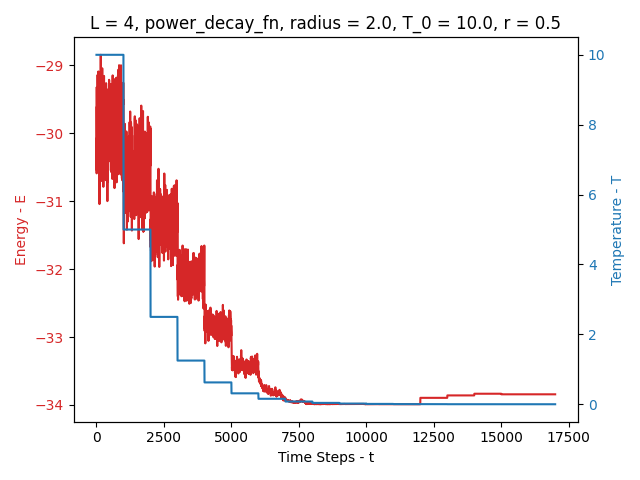 L = 4, power_decay_fn, radius = 2.0, T_0 = 10.0, r = 0.5
−29
−30
−31
−32
−33
−34
Energy - E
10
8
6
4
2
0
Temperature - T
0 2500 5000 7500 10000 12500 15000 17500
Time Steps - t